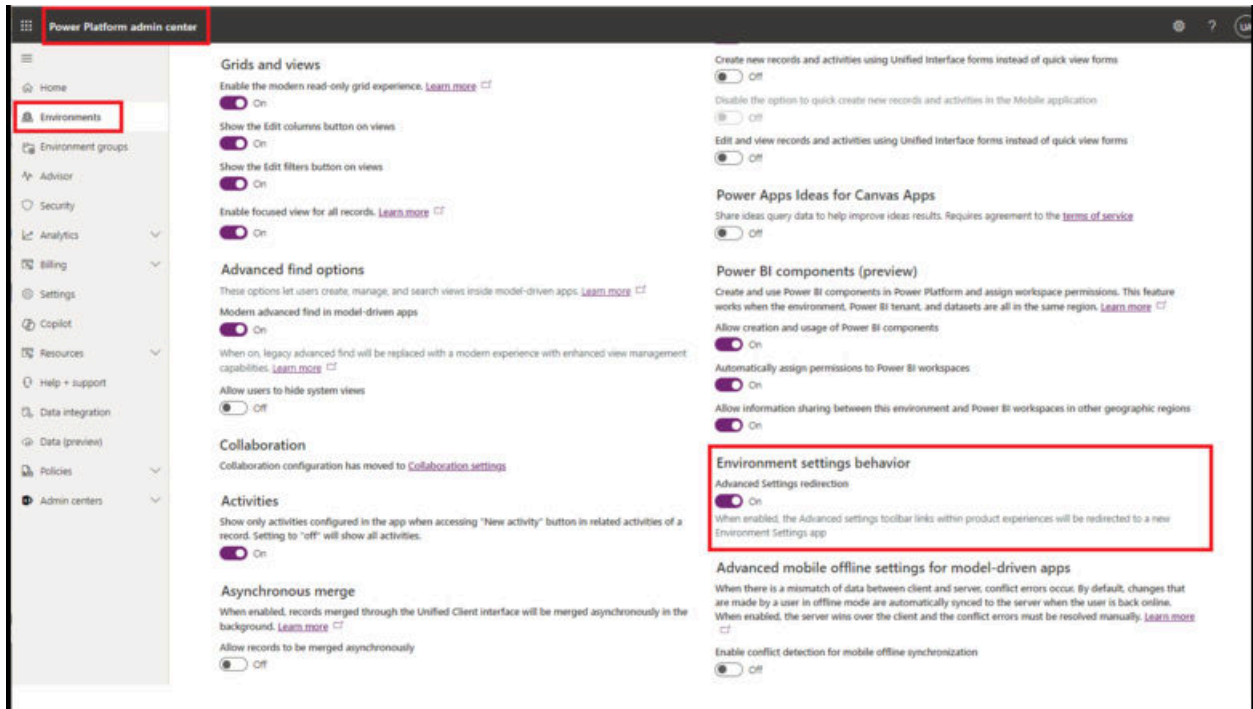 Power Platform admin center
?
UA
Home
Environments
Environment groups
Advisor
Security
Analytics
Billing
Settings
Copilot
Resources
Help + support
Data integration
Data (preview)
Policies
Admin centers
Grids and views
Enable the modern read-only grid experience. Learn more
On
Show the Edit columns button on views
On
Show the Edit filters button on views
On
Enable focused view for all records. Learn more
On
Advanced find options
These options let users create, manage, and search views inside model-driven apps. Learn more
Modern advanced find in model-driven apps
On
When on, legacy advanced find will be replaced with a modern experience with enhanced view management
capabilities. Learn more
Allow users to hide system views
Off
Collaboration
Collaboration configuration has moved to Collaboration settings
Activities
Show only activities configured in the app when accessing "New activity" button in related activities of a
record. Setting to "off" will show all activities.
On
Asynchronous merge
When enabled, records merged through the Unified Client interface will be merged asynchronously in the
background. Learn more
Allow records to be merged asynchronously
Off
Create new records and activities using Unified Interface forms instead of quick view forms
Off
Disable the option to quick create new records and activities in the Mobile application
Off
Edit and view records and activities using Unified Interface forms instead of quick view forms
Off
Power Apps Ideas for Canvas Apps
Share ideas query data to help improve ideas results. Requires agreement to the terms of service
Off
Power BI components (preview)
Create and use Power BI components in Power Platform and assign workspace permissions. This feature
works when the environment, Power BI tenant, and datasets are all in the same region. Learn more
Allow creation and usage of Power BI components
On
Automatically assign permissions to Power BI workspaces
On
Allow information sharing between this environment and Power BI workspaces in other geographic regions
On
Environment settings behavior
Advanced Settings redirection
On
When enabled, the Advanced settings toolbar links within product experiences will be redirected to a new
Environment Settings app
Advanced mobile offline settings for model-driven apps
When there is a mismatch of data between client and server, conflict errors occur. By default, changes that
are made by a user in offline mode are automatically synced to the server when the user is back online.
When enabled, the server wins over the client and the conflict errors must be resolved manually. Learn more
Enable conflict detection for mobile offline synchronization
Off